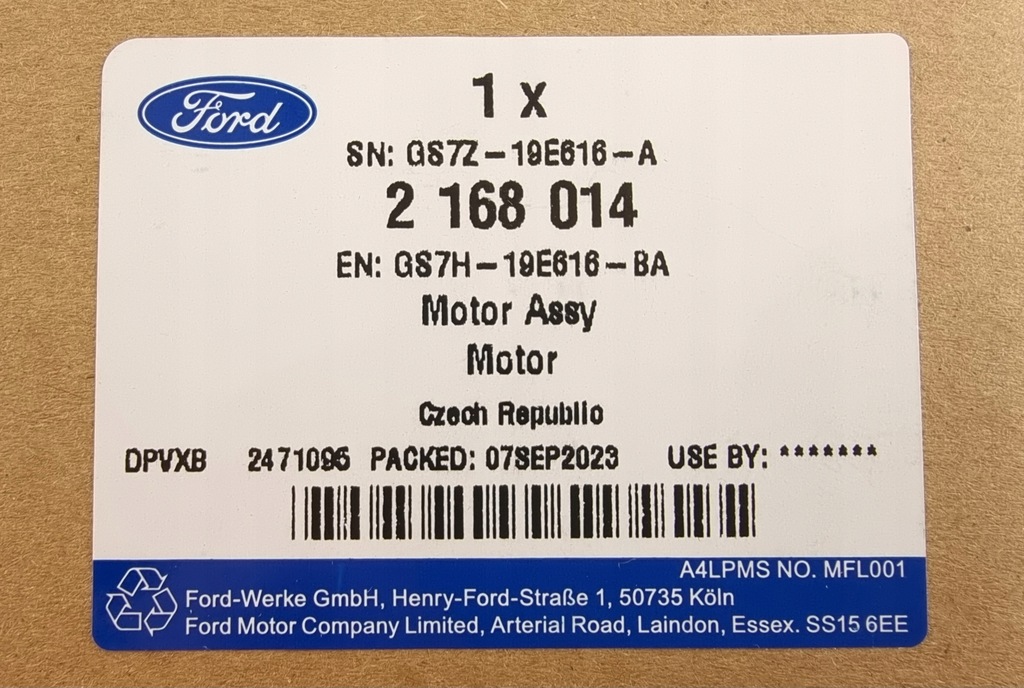 Ford
1 x
SN: GS7Z-19E616-A
2 168 014
EN: GS7H-19E616-BA
Motor Assy
Motor
Czech Republic
DPVXB 2471095 PACKED: 07SEP2023 USE BY: *******
A4LPMS NO. MFL001
Ford-Werke GmbH, Henry-Ford-Straße 1, 50735 Köln
Ford Motor Company Limited, Arterial Road, Laindon, Essex. SS15 6EE